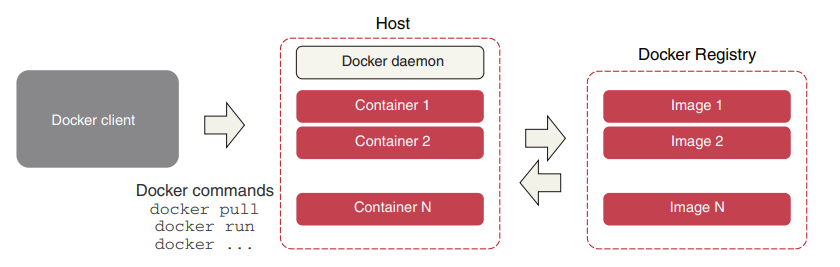 Host
Docker daemon
Docker Registry
Docker client
Container 1
Container 2
Container N
Image 1
Image 2
Image N
Docker commands
docker pull
docker run
docker ...